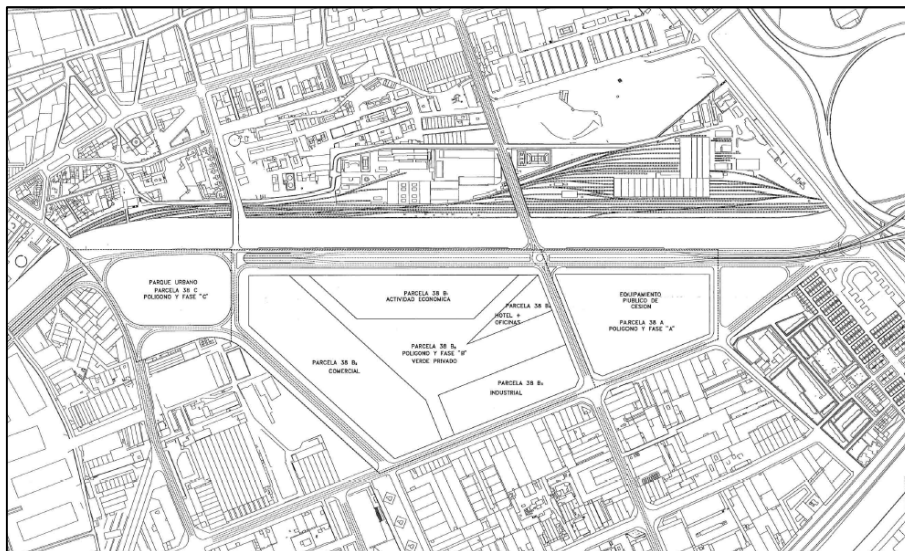 PARQUE URBANO
PARCELA 38 C
POLIGONO Y FASE "C"
PARCELA 38 B
ACTIVIDAD ECONOMICA
PARCELA 38 B
HOTEL +
OFICINAS
EQUIPAMIENTO
PUBLICO DE
CESION
PARCELA 38 A
POLIGONO Y FASE "A"
PARCELA 38 B
POLIGONO Y FASE "B"
VERDE PRIVADO
PARCELA 38 B
COMERCIAL
PARCELA 38 B
INDUSTRIAL